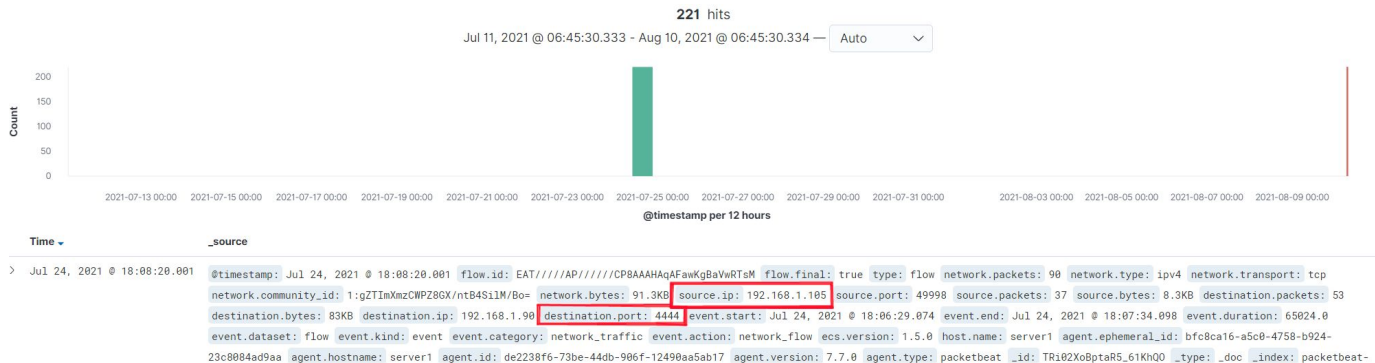 221 hits
Jul 11, 2021 @ 06:45:30.333 - Aug 10, 2021 @ 06:45:30.334 — Auto
Count
200
150
100
50
0
2021-07-13 00:00 2021-07-15 00:00 2021-07-17 00:00 2021-07-19 00:00 2021-07-21 00:00 2021-07-23 00:00 2021-07-25 00:00 2021-07-27 00:00 2021-07-29 00:00 2021-07-31 00:00 2021-08-03 00:00 2021-08-05 00:00 2021-08-07 00:00 2021-08-09 00:00
@timestamp per 12 hours
Time _source
Jul 24, 2021 @ 18:08:20.001 @timestamp: Jul 24, 2021 @ 18:08:20.001 flow.id: EAT/////AP//////CP8AAAHAqAFawKgBaVwRTsM flow.final: true type: flow network.packets: 90 network.type: ipv4 network.transport: tcp
network.community_id: 1:gZTImXmzCWPZ8GX/ntB4SilM/Bo= network.bytes: 91.3KB source.ip: 192.168.1.105 source.port: 49998 source.packets: 37 source.bytes: 8.3KB destination.packets: 53
destination.bytes: 83KB destination.ip: 192.168.1.90 destination.port: 4444 event.start: Jul 24, 2021 @ 18:06:29.074 event.end: Jul 24, 2021 @ 18:07:34.098 event.duration: 65024.0
event.dataset: flow event.kind: event event.category: network_traffic event.action: network_flow ecs.version: 1.5.0 host.name: server1 agent.ephemeral_id: bfc8ca16-a5c0-4758-b924-
23c8084ad9aa agent.hostname: server1 agent.id: de2238f6-73be-44db-906f-12490aa5ab17 agent.version: 7.7.0 agent.type: packetbeat _id: TRi02XoBptaR5_61KhQO _type: _doc _index: packetbeat-